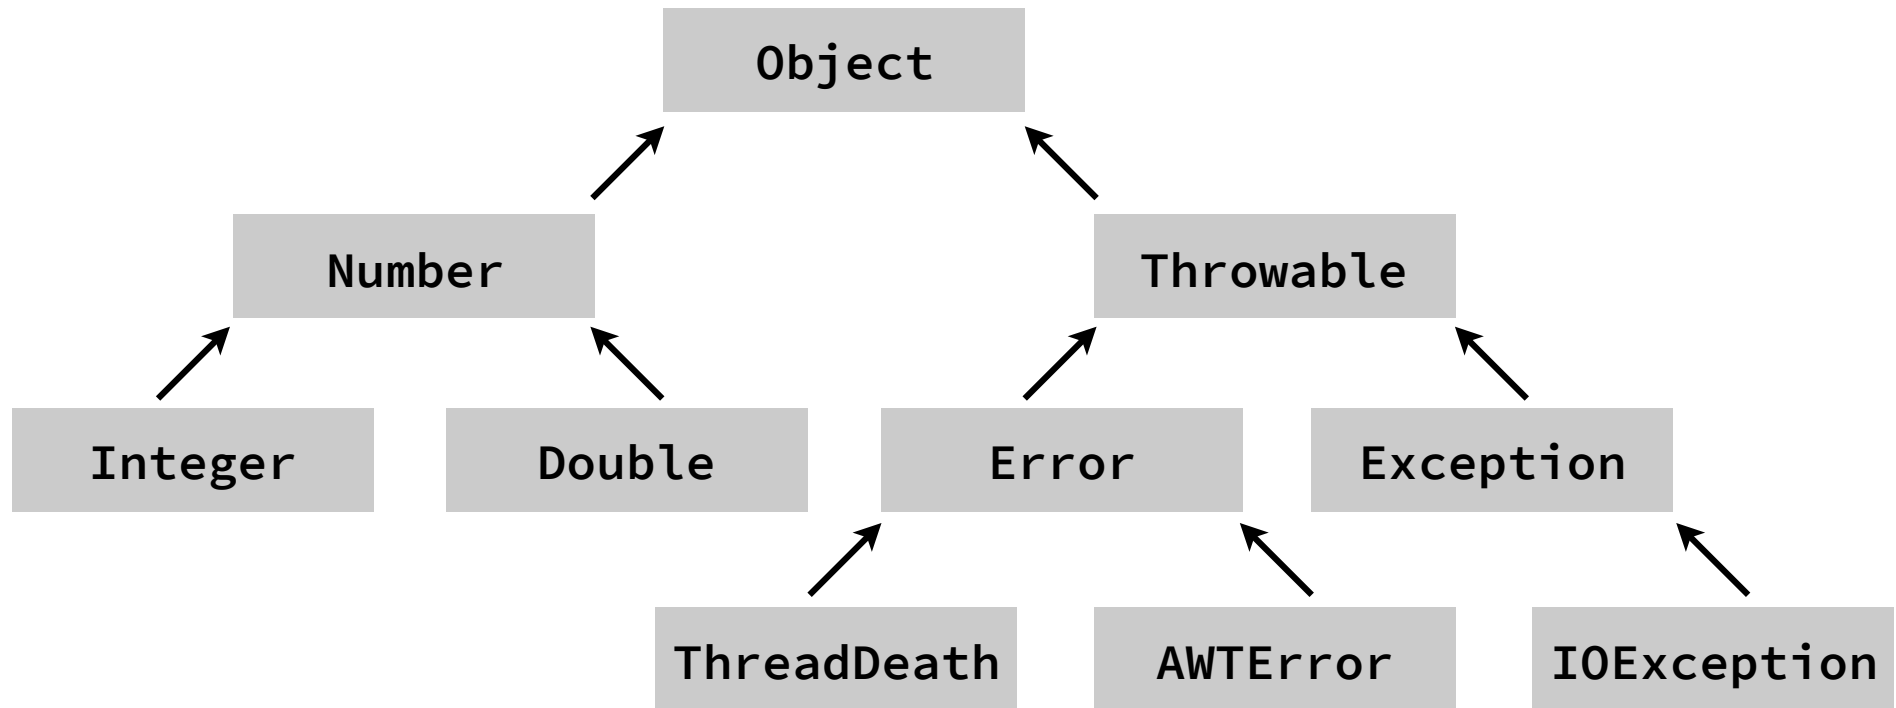 Object
Number
Throwable
Integer
Double
Error
Exception
ThreadDeath
AWTError
IOException